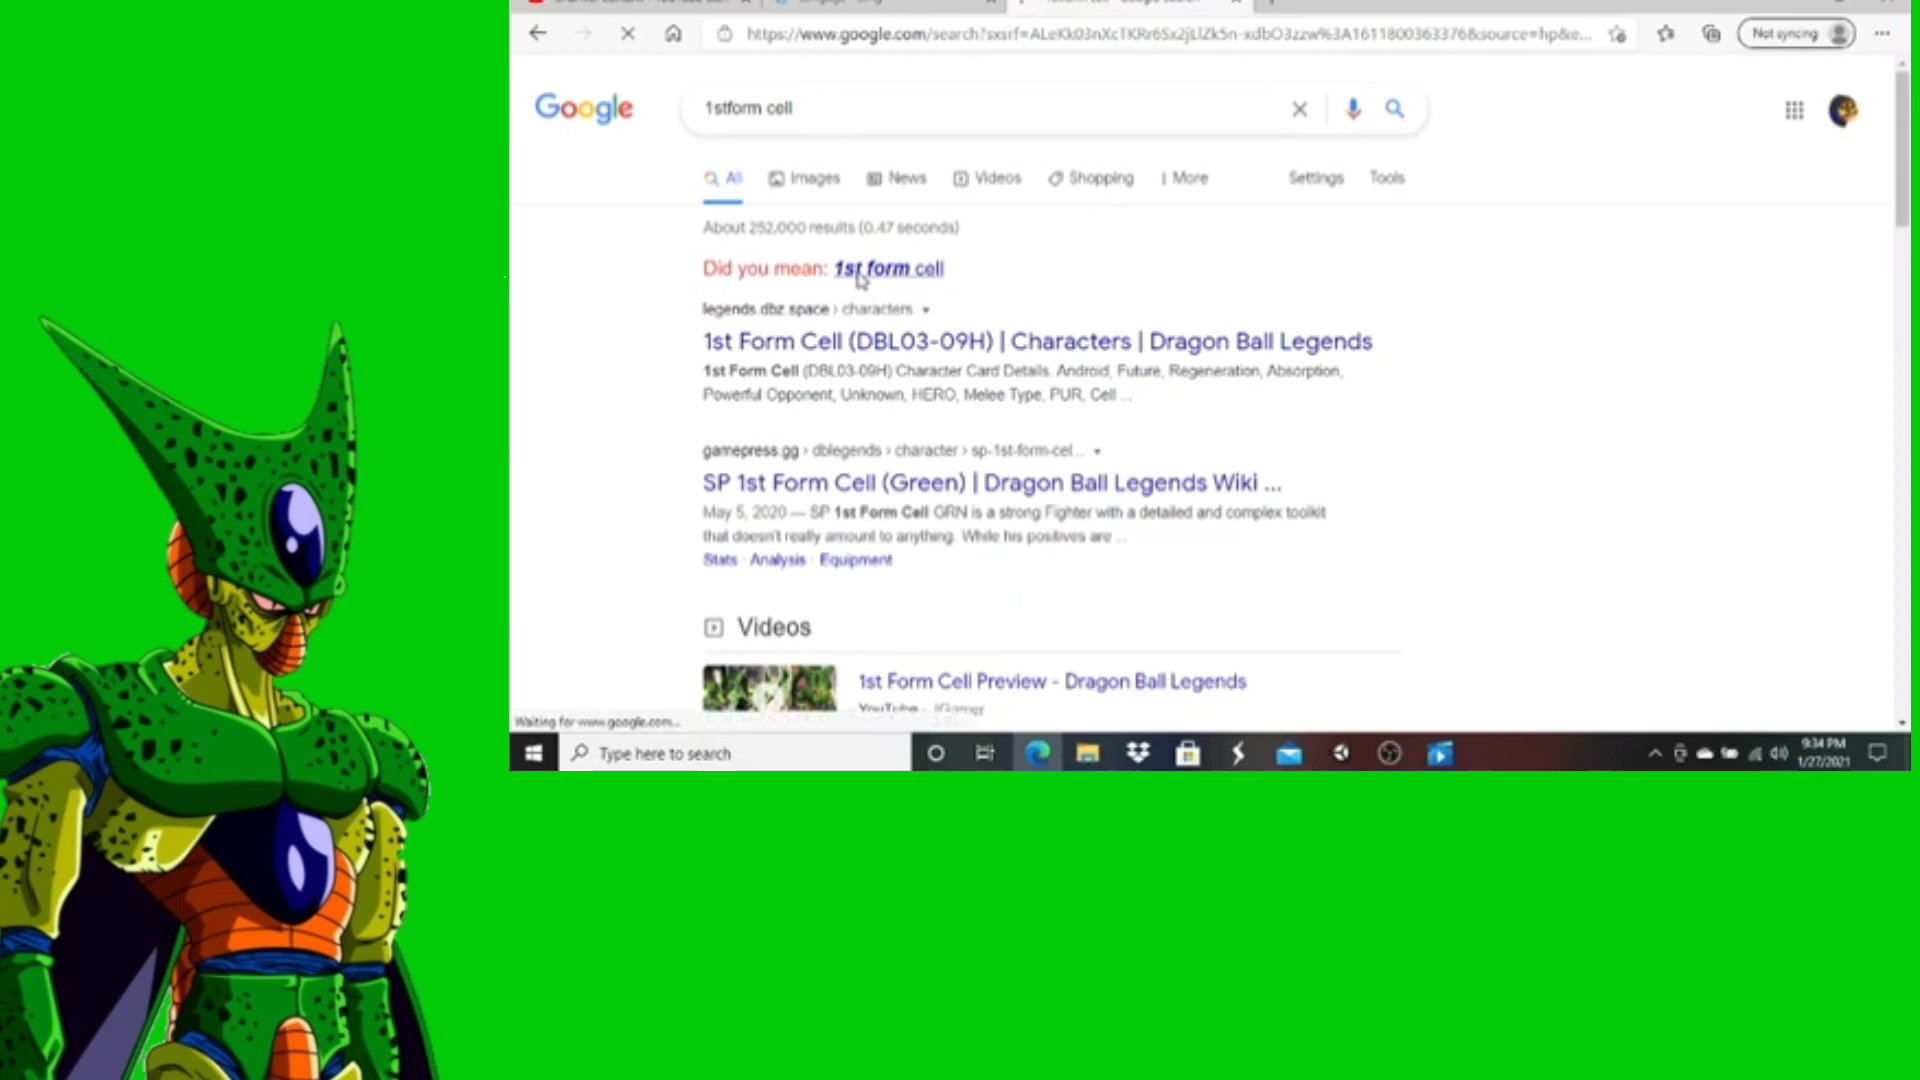 https://www.google.com/search?
Not syncing
Google
1stform cell
All
Images
News
Videos
Shopping
More
Settings
Tools
About 252,000 results (0.47 seconds)
Did you mean: 1st form cell
legends.dbz.space › characters
1st Form Cell (DBL03-09H) | Characters | Dragon Ball Legends
1st Form Cell (DBL03-09H) Character Card Details. Android, Future, Regeneration, Absorption,
Powerful Opponent, Unknown, HERO, Melee Type, PUR, Cell ...
gamepress.gg › dblegends › character › sp-1st-form-cel...
SP 1st Form Cell (Green) | Dragon Ball Legends Wiki ...
May 5, 2020 — SP 1st Form Cell GRN is a strong Fighter with a detailed and complex toolkit
that doesn't really amount to anything. While his positives are ...
Stats · Analysis · Equipment
Videos
1st Form Cell Preview - Dragon Ball Legends
YouTube
Waiting for www.google.com...
Type here to search
9:34 PM
1/27/2021